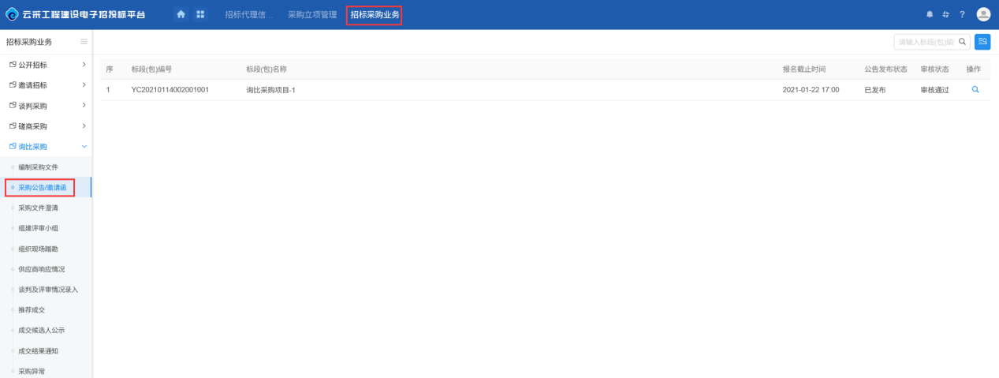 云采工程建设电子招投标平台 招标代理信... 采购立项管理 招标采购业务 ?
招标采购业务
请输入标段(包)编
公开招标
邀请招标
谈判采购
磋商采购
询比采购
编制采购文件
采购公告/邀请函
采购文件澄清
组建评审小组
组织现场踏勘
供应商响应情况
谈判及评审情况录入
推荐成交
成交候选人公示
成交结果通知
采购异常
序 标段(包)编号 标段(包)名称 报名截止时间 公告发布状态 审核状态 操作
1 YC20210114002001001 询比采购项目-1 2021-01-22 17:00 已发布 审核通过